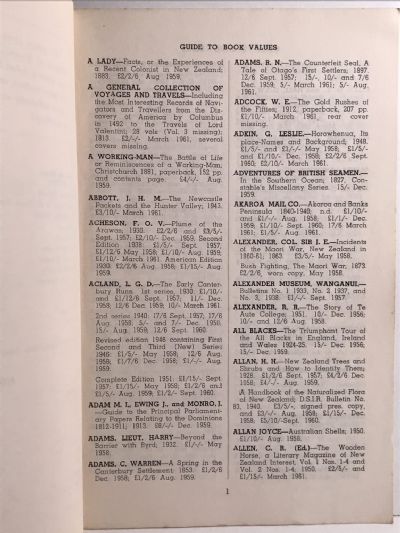 GUIDE TO BOOK VALUES
A LADY—Facts, or the Experiences of
a Recent Colonist in New Zealand;
1883. £2/2/6 Aug 1959.
A GENERAL COLLECTION OF
VOYAGES AND TRAVELS—Including
the Most Interesting Records of Navi-
gators and Travellers from the Dis-
covery of America by Columbus
in 1492 to the Travels of Lord
Valentini; 28 vols (Vol. 3 missing);
1813. £2/-/- March 1961, several
covers missing.
A WORKING-MAN—The Battle of Life
or Reminiscences of a Working-Man,
Christchurch 1881, paperback, 152 pp.
and contents page. £4/-/- Aug.
1959.
ABBOTT, J. H. M.—The Newcastle
Packets and the Hunter Valley; 1943.
£3/10/- March 1961.
ACHESON, F. O. V.—Plume of the
Arawas; 1930. £2/2/6 and £3/5/-
Sept. 1957; £2/10/- Dec. 1959. Second
Edition 1938. £1/5/- Sept. 1957;
£1/12/6 May 1958; £1/10/- Aug. 1959;
£1/10/- March 1961. American Edition
1930. £2/2/6 Aug. 1958; £1/15/- Aug.
1959.
ACLAND, L. G. D.—The Early Canter-
bury Runs. 1st series, 1930. £1/10/-
and £1/12/6 Sept. 1957; 11/- Dec.
1958; 12/6 Dec. 1959; 10/- March 1961.
2nd series 1940: 17/6 Sept. 1957, 17/6
Aug. 1958; 5/- and 7/- Dec. 1950,
15/- Aug. 1959; 12/6 Sept. 1960.
Revised edition 1946 containing First
Second and Third (New) Series
1946: £1/5/- May 1958; 12/6 Aug.
1958; £1/7/6 Dec. 1958; £1/-/- Aug.
1959.
Complete Edition 1951: £1/15/- Sept.
1957; £1/15/- May 1958; £1/2/6 and
£1/5/- Aug. 1959; £1/2/- Sept. 1960.
ADAM M. I., EWING J., and MONRO, J.
—Guide to the Principal Parliament-
ary Papers Relating to the Dominions
1812-1911; 1913. £8/-/- Dec. 1959.
ADAMS, LIEUT. HARRY—Beyond the
Barrier with Byrd; 1932. £1/-/- May
1958.
ADAMS, C. WARREN—A Spring in the
Canterbury Settlement: 1853. £1/2/6
Dec. 1958; £1/2/6 Aug. 1959.
ADAMS, R. N.—The Counterfeit Seal, A
Tale of Otago's First Settlers; 1897.
12/6 Sept. 1957; 15/-, 10/- and 7/6
Dec. 1959; 5/- March 1961; 5/- Aug.
1961.
ADCOCK, W. E.—The Gold Rushes of
the Fifties; 1912, paperback, 207 pp.
£1/10/- March 1961, rear cover
missing.
ADKIN, G. LESLIE.—Horowhenua, Its
place-Names and Background; 1948.
£1/5/- and £3/-/- May 1958; £1/5/-
and £1/10/- Dec. 1958; £2/2/6 Sept.
1960; £2/10/- March 1961.
ADVENTURES OF BRITISH SEAMEN.—
In the Southern Ocean; 1827, Con-
stable's Miscellany Series. 15/- Dec.
1959.
AKAROA MAIL CO.—Akaroa and Banks
Peninsula 1840-1940; n.d. £1/10/-
and £1/-/- Aug. 1958; £1/1/- Dec.
1959; £1/10/- Sept. 1960; 17/6 March
1961; £1/5/- Aug. 1961.
ALEXANDER, COL. SIR J. E.—Incidents
of the Maori War, New Zealand in
1860-61; 1863. £3/5/- May 1958.
Bush Fighting, The Maori War, 1873.
£2/2/6, worn copy, May 1958.
ALEXANDER MUSEUM, WANGANUI.—
Bulletins No. 1 1933, No. 2 1937, and
No. 3, 1938. £1/-/- Sept. 1957.
ALEXANDER, R. R.—The Story of Te
Aute College; 1951. 10/- Dec. 1956;
10/- and 12/6 Aug. 1958.
ALL BLACKS—The Triumphant Tour of
the All Blacks in England, Ireland
and Wales 1924-25. 15/- Dec. 1956;
15/- Dec. 1959.
ALLAN, H. H.—New Zealand Trees and
Shrubs and How to Identify Them;
1928. £1/2/6 Sept. 1957; £4/2/6 Dec.
1958, £4/-/- Aug. 1959.
A Handbook of the Naturalized Flora
of New Zealand; D.S.I.R. Bulletin No.
83, 1940. £3/5/-, signed pres. copy,
and £3/-/- Aug. 1958; £1/15/- Dec.
1958, £5/10/- Sept. 1960.
ALLAN JOYCE—Australian Shells; 1950.
£1/10/- Aug. 1958.
ALLEN, C. R. (Ed.)—The Wooden
Horse, a Literary Magazine of New
Zealand Interest, Vol. 1 Nos. 1-4 and
Vol. 2 Nos. 1-4; 1950. £2/5/- and
£1/15/- March 1961.
1